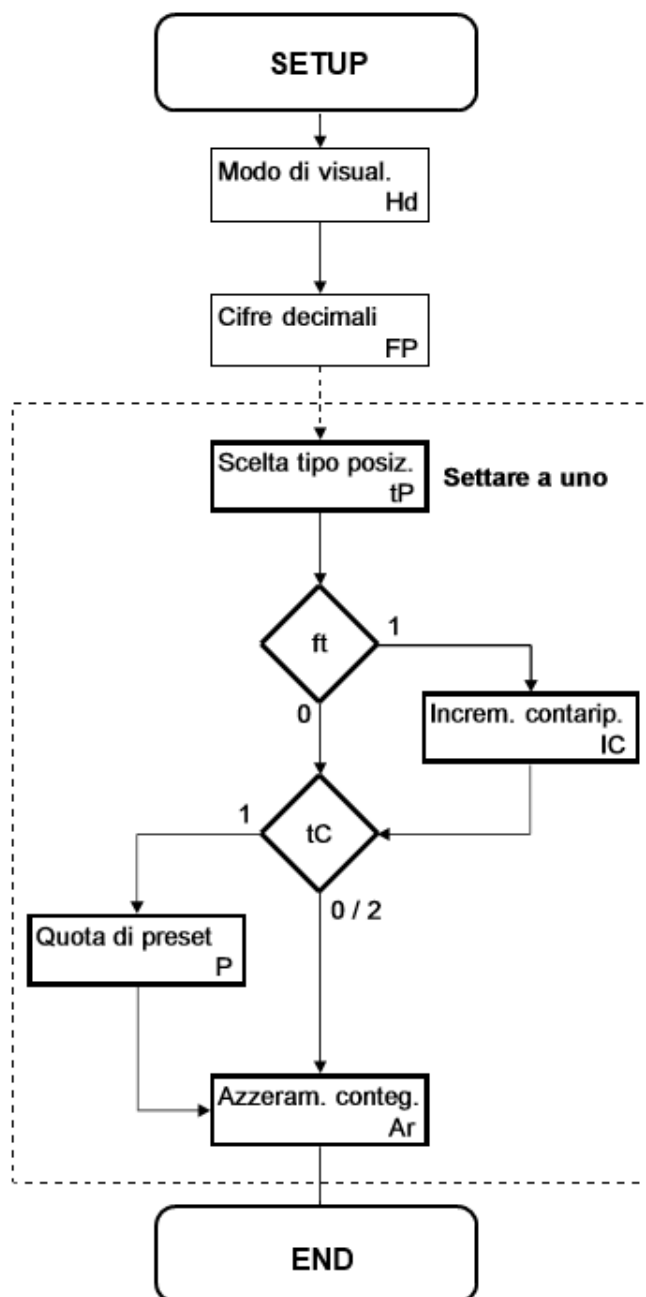 SETUP
Modo di visual.
Hd
Cifre decimali
FP
Scelta tipo posiz.
tP
Settare a uno
ft
1
0
Increm. contarip.
IC
1
tC
0 / 2
Quota di preset
P
Azzeram. conteg.
Ar
END